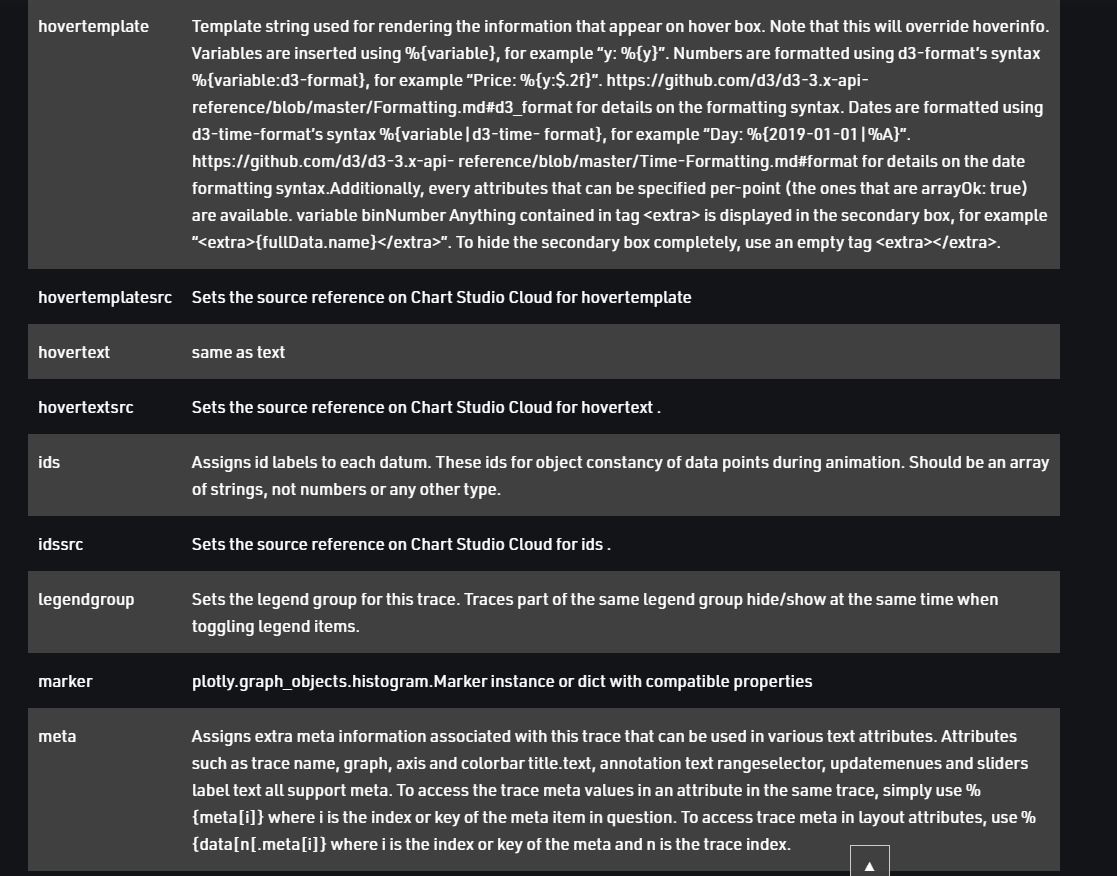 hovertemplate Template string used for rendering the information that appear on hover box. Note that this will override hoverinfo.
Variables are inserted using %{variable}, for example “y: %{y}”. Numbers are formatted using d3-format’s syntax
%{variable:d3-format}, for example “Price: %{y:$.2f}”. https://github.com/d3/d3-3.x-api-
reference/blob/master/Formatting.md#d3_format for details on the formatting syntax. Dates are formatted using
d3-time-format’s syntax %{variable|d3-time- format}, for example “Day: %{2019-01-01|%A}”.
https://github.com/d3/d3-3.x-api- reference/blob/master/Time-Formatting.md#format for details on the date
formatting syntax.Additionally, every attributes that can be specified per-point (the ones that are arrayOk: true)
are available. variable binNumber Anything contained in tag <extra> is displayed in the secondary box, for example
“<extra>{fullData.name}</extra>”. To hide the secondary box completely, use an empty tag <extra></extra>.
hovertemplatesrc Sets the source reference on Chart Studio Cloud for hovertemplate
hovertext same as text
hovertextsrc Sets the source reference on Chart Studio Cloud for hovertext .
ids Assigns id labels to each datum. These ids for object constancy of data points during animation. Should be an array
of strings, not numbers or any other type.
idssrc Sets the source reference on Chart Studio Cloud for ids .
legendgroup Sets the legend group for this trace. Traces part of the same legend group hide/show at the same time when
toggling legend items.
marker plotly.graph_objects.histogram.Marker instance or dict with compatible properties
meta Assigns extra meta information associated with this trace that can be used in various text attributes. Attributes
such as trace name, graph, axis and colorbar title.text, annotation text rangeselector, updatemenues and sliders
label text all support meta. To access the trace meta values in an attribute in the same trace, simply use %
{meta[i]} where i is the index or key of the meta item in question. To access trace meta in layout attributes, use %
{data[n[.meta[i]} where i is the index or key of the meta and n is the trace index.
▲